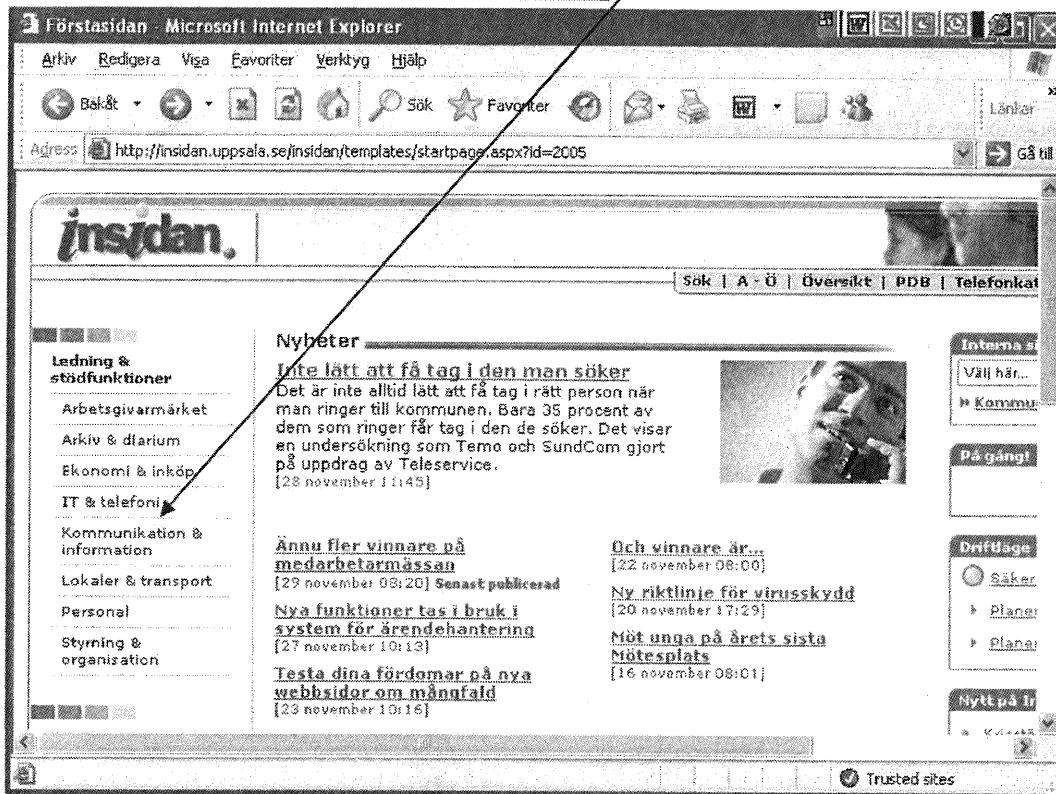 Förstasidan - Microsoft Internet Explorer
Arkiv Redigera Visa Favoriter Verktyg Hjälp
Bakåt Sök Favoriter Länkar
Adress http://insidan.uppsala.se/insidan/templates/startpage.aspx?id=2005 Gå till
insidan.
Sök | A - Ö | Översikt | PDB | Telefonkat
Ledning &
stödfunktioner
Arbetsgivarmärket
Arkiv & diarium
Ekonomi & inköp
IT & telefoni
Kommunikation &
information
Lokaler & transport
Personal
Styrning &
organisation
Nyheter
Inte lätt att få tag i den man söker
Det är inte alltid lätt att få tag i rätt person när
man ringer till kommunen. Bara 35 procent av
dem som ringer får tag i den de söker. Det visar
en undersökning som Temo och SundCom gjort
på uppdrag av Teleservice.
[28 november 11:45]
Ännu fler vinnare på
medarbetarmässan
[29 november 08:20] Senast publicerad
Nya funktioner tas i bruk i
system för ärendehantering
[27 november 10:13]
Testa dina fördomar på nya
webbsidor om mångfald
[23 november 10:16]
Och vinnare är...
[22 november 08:00]
Ny riktlinje för virusskydd
[20 november 17:29]
Möt unga på årets sista
Mötesplats
[16 november 08:01]
Interna s
Välj här...
Kommu
På gång!
Driftläge
Säker
Planer
Planer
Nytt på In
Trusted sites